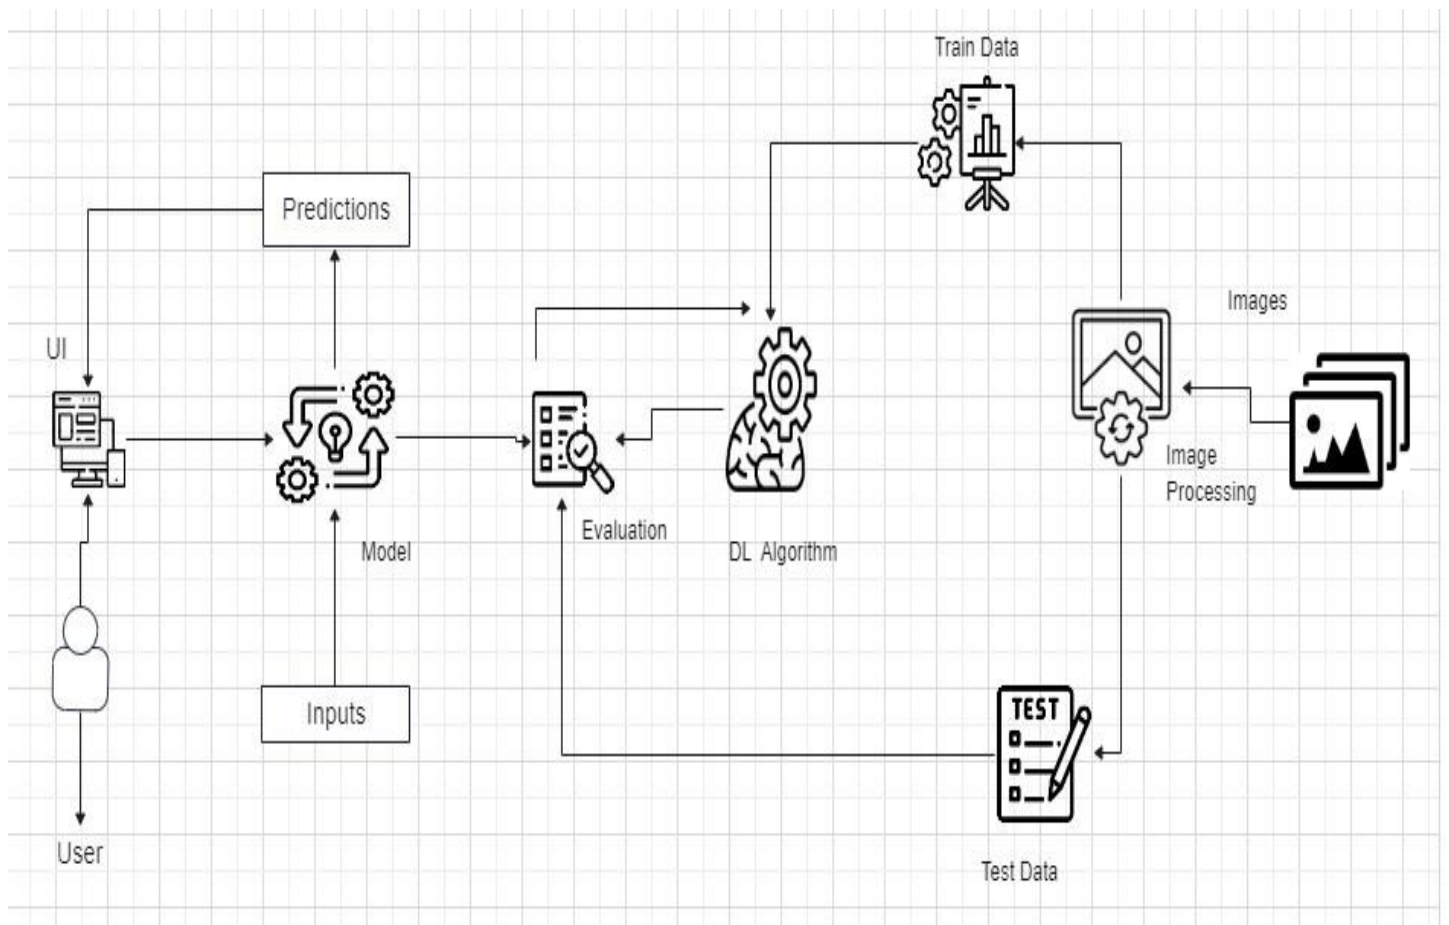 Train Data
Predictions
Images
UI
Image
Processing
Evaluation
Model
DL Algorithm
Inputs
TEST
User
Test Data